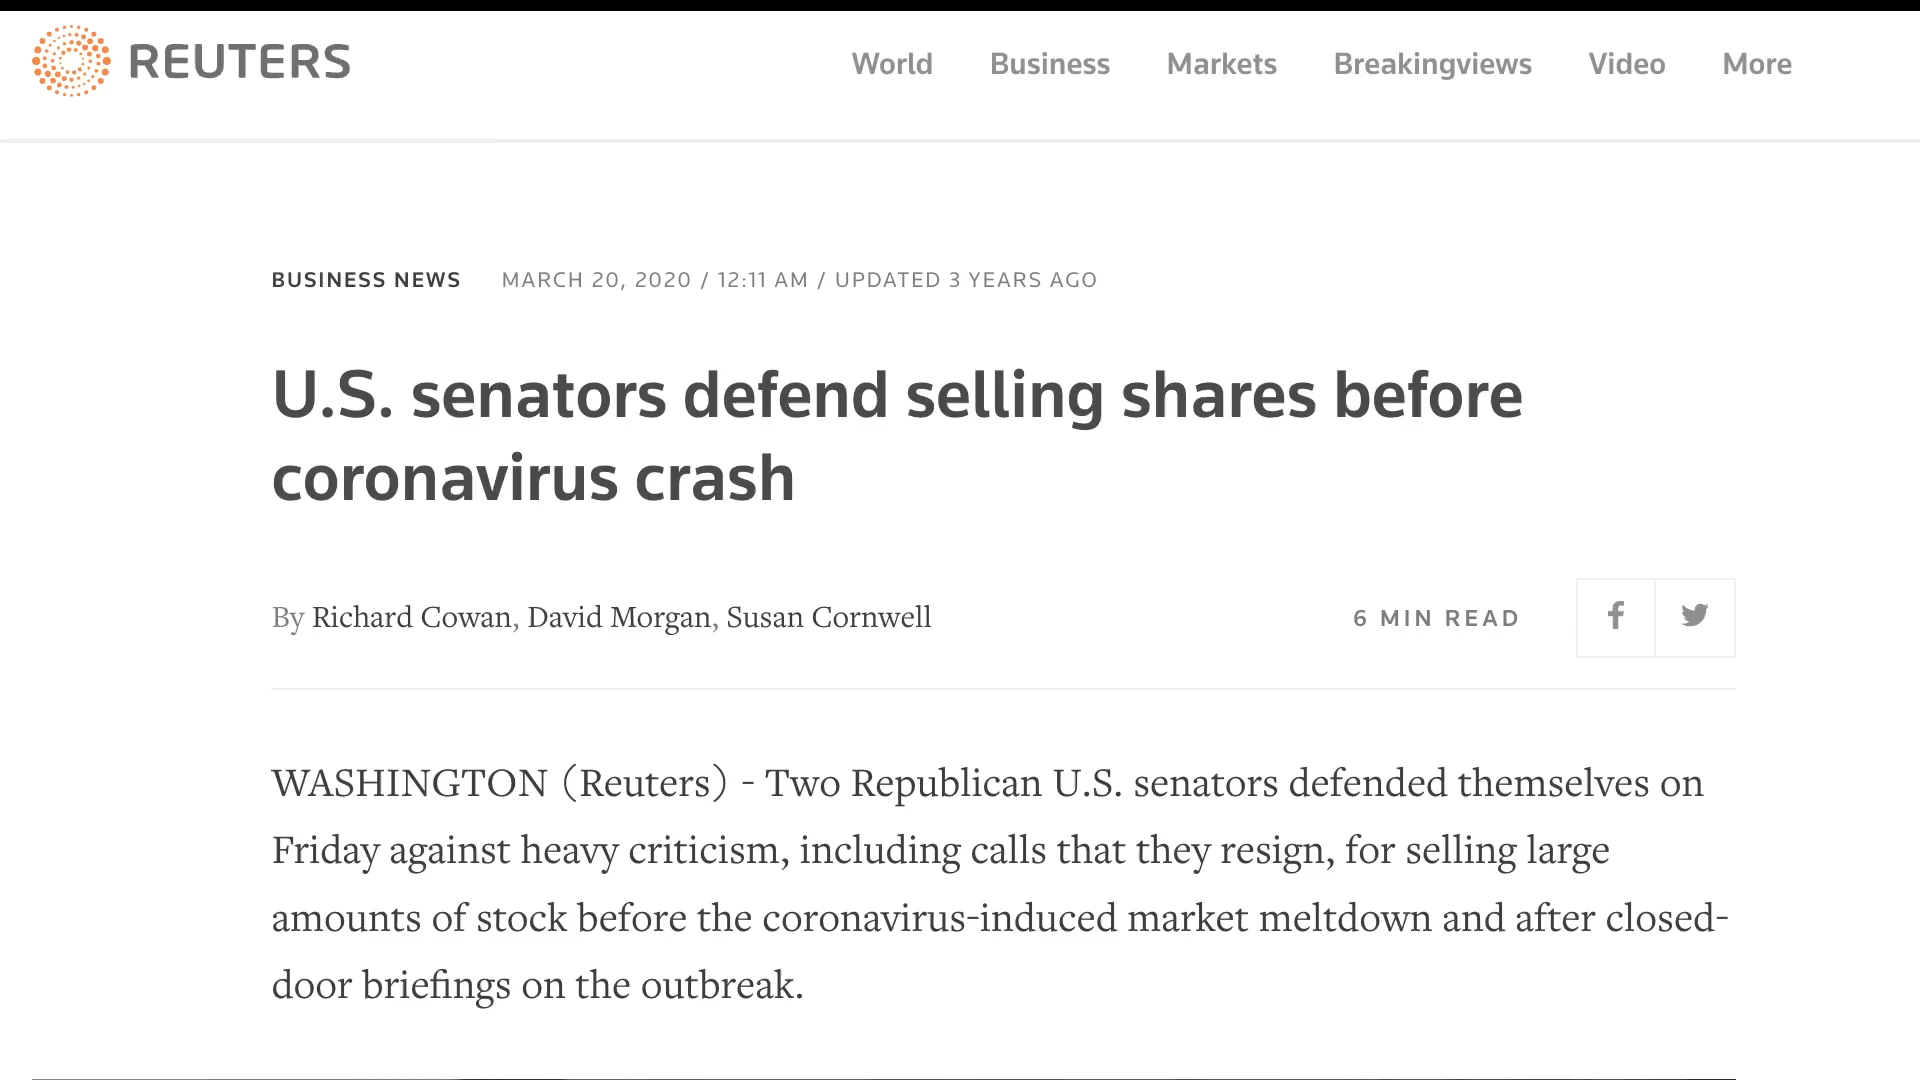 REUTERS
World Business Markets Breakingviews Video More
BUSINESS NEWS MARCH 20, 2020 / 12:11 AM / UPDATED 3 YEARS AGO
U.S. senators defend selling shares before
coronavirus crash
By Richard Cowan, David Morgan, Susan Cornwell
6 MIN READ
WASHINGTON (Reuters) - Two Republican U.S. senators defended themselves on
Friday against heavy criticism, including calls that they resign, for selling large
amounts of stock before the coronavirus-induced market meltdown and after closed-
door briefings on the outbreak.